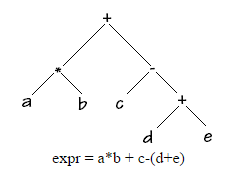 +
* -
a b c +
d e
expr = a*b + c-(d+e)